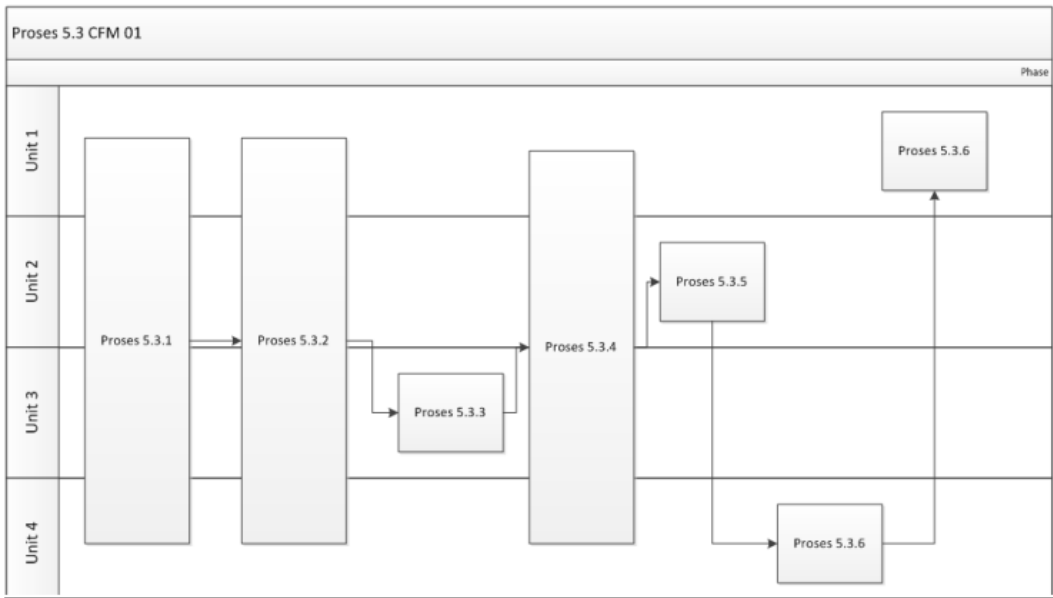 Proses 5.3 CFM 01
Phase
Unit 1
Proses 5.3.6
Unit 2
Proses 5.3.5
Proses 5.3.1
Proses 5.3.2
Proses 5.3.4
Unit 3
Proses 5.3.3
Unit 4
Proses 5.3.6